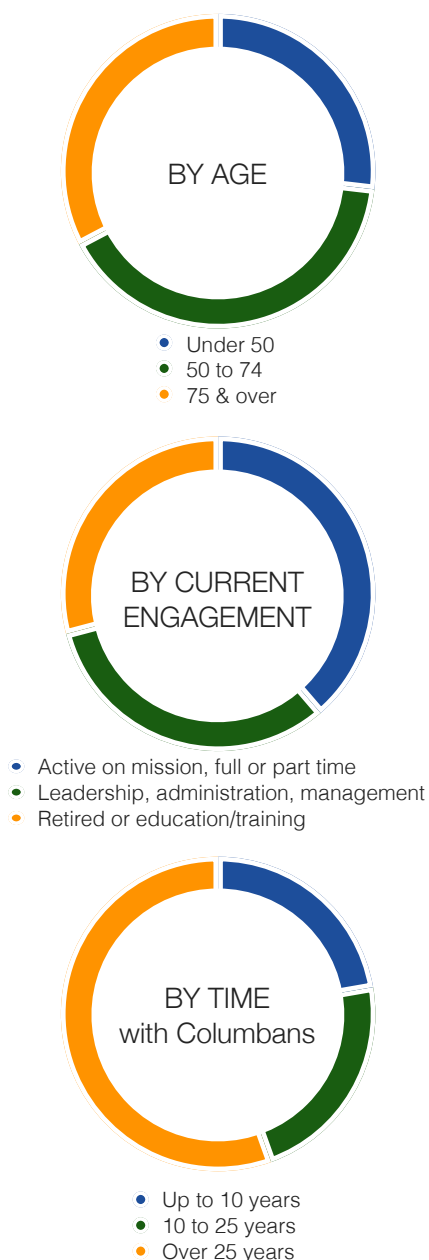 BY AGE
Under 50
50 to 74
75 & over
BY CURRENT
ENGAGEMENT
Active on mission, full or part time
Leadership, administration, management
Retired or education/training
BY TIME
with Columbans
Up to 10 years
10 to 25 years
Over 25 years